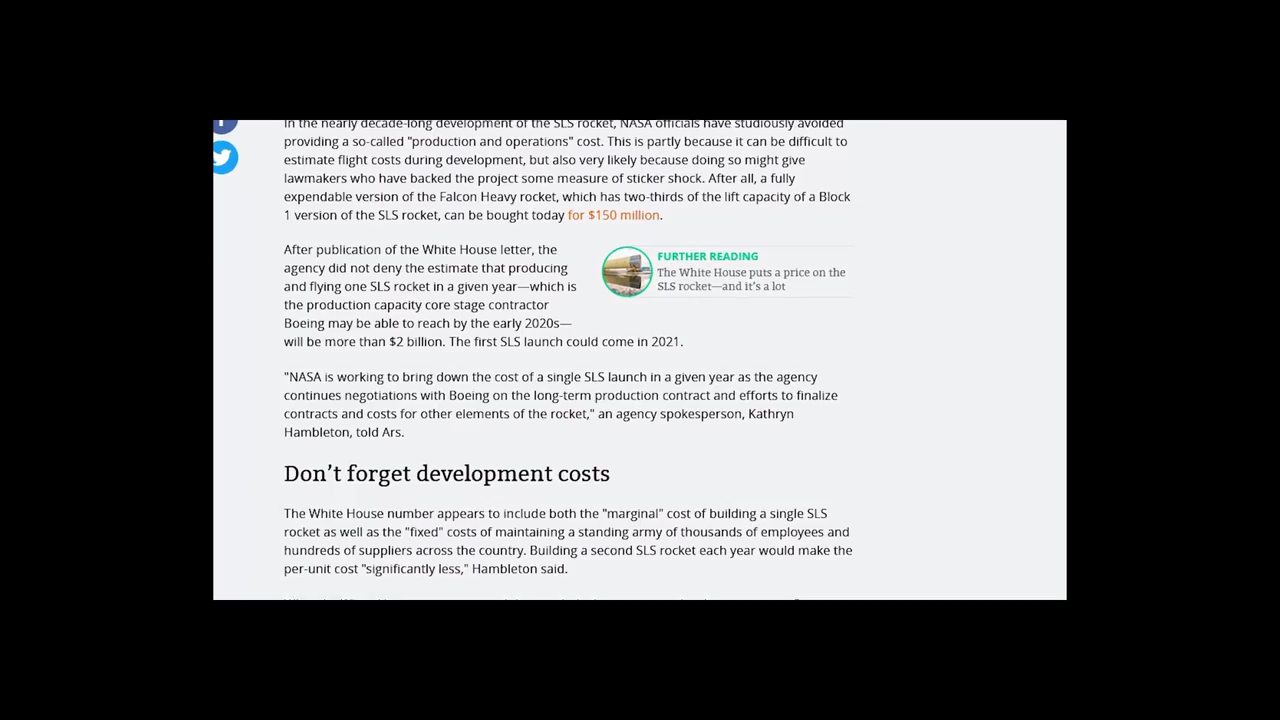 In the nearly decade-long development of the SLS rocket, NASA officials have studiously avoided
providing a so-called "production and operations" cost. This is partly because it can be difficult to
estimate flight costs during development, but also very likely because doing so might give
lawmakers who have backed the project some measure of sticker shock. After all, a fully
expendable version of the Falcon Heavy rocket, which has two-thirds of the lift capacity of a Block
1 version of the SLS rocket, can be bought today for $150 million.
After publication of the White House letter, the
agency did not deny the estimate that producing
and flying one SLS rocket in a given year—which is
the production capacity core stage contractor
Boeing may be able to reach by the early 2020s—
will be more than $2 billion. The first SLS launch could come in 2021.
FURTHER READING
The White House puts a price on the
SLS rocket—and it's a lot
"NASA is working to bring down the cost of a single SLS launch in a given year as the agency
continues negotiations with Boeing on the long-term production contract and efforts to finalize
contracts and costs for other elements of the rocket," an agency spokesperson, Kathryn
Hambleton, told Ars.
Don't forget development costs
The White House number appears to include both the "marginal" cost of building a single SLS
rocket as well as the "fixed" costs of maintaining a standing army of thousands of employees and
hundreds of suppliers across the country. Building a second SLS rocket each year would make the
per-unit cost "significantly less," Hambleton said.